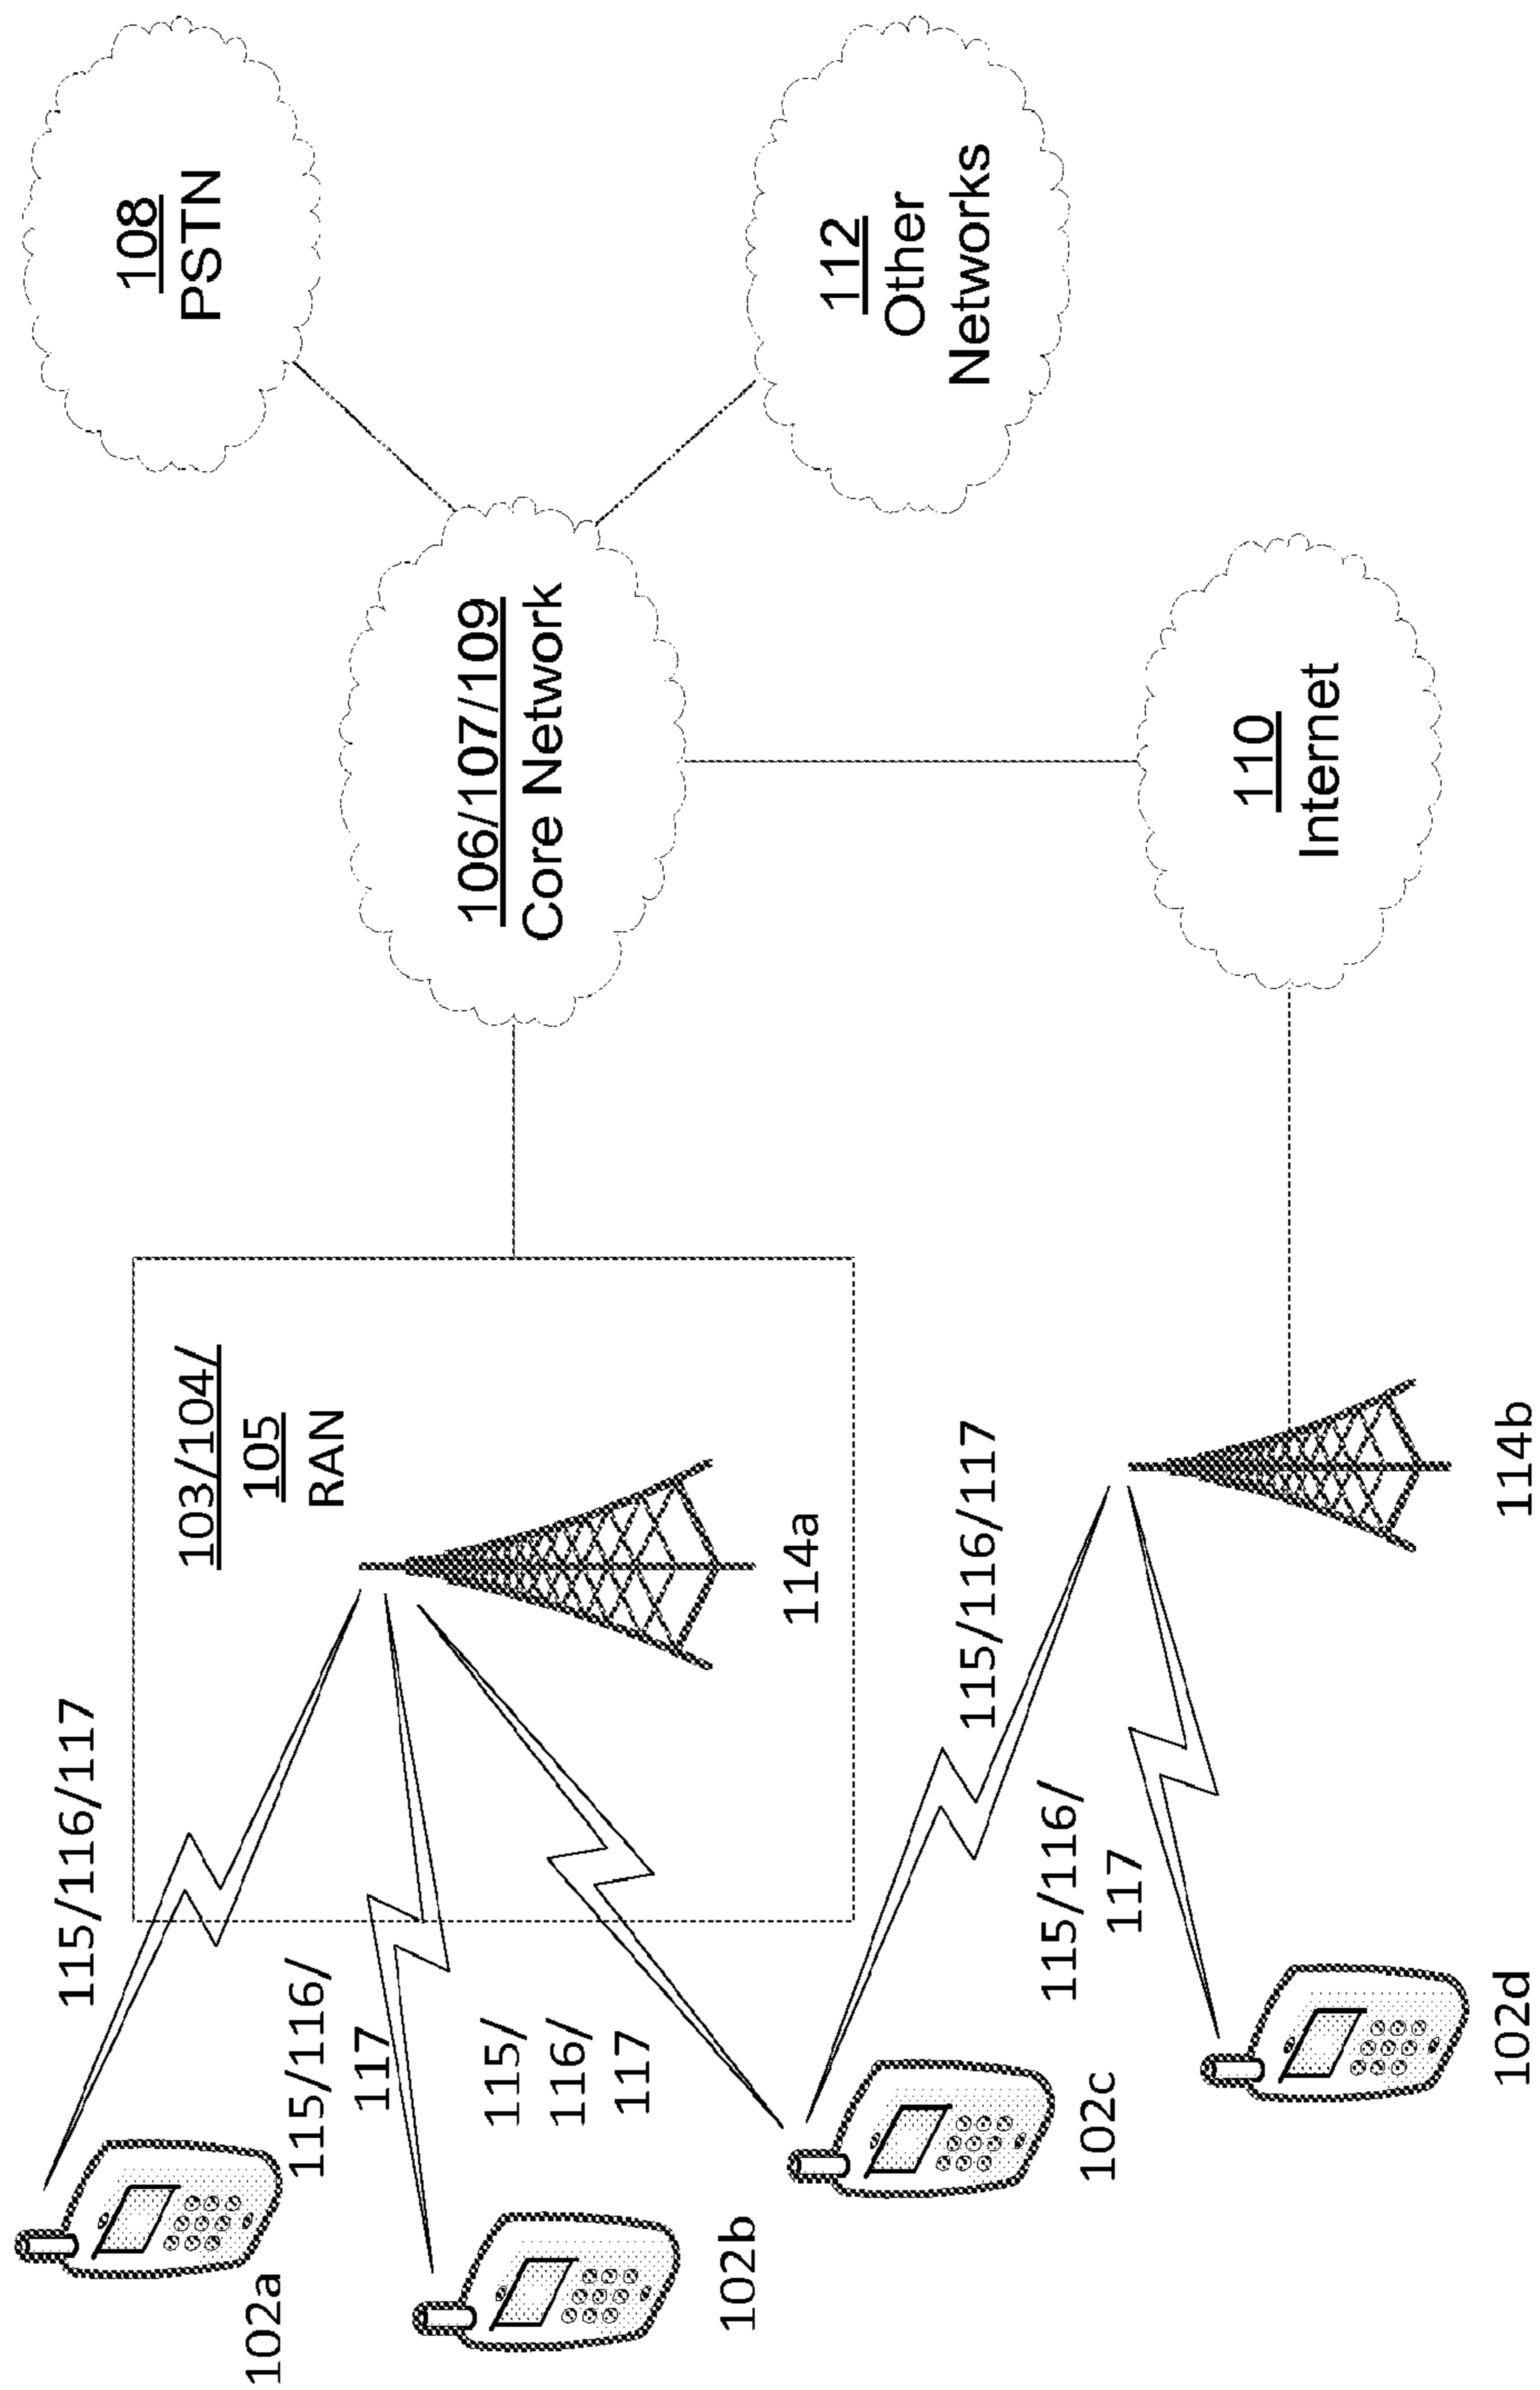 115/116/117
103/104/
105
RAN
108
PSTN
102a
115/116/
117
114a
106/107/109
Core Network
102b
115/
116/
117
112
Other
Networks
115/116/117
102c
115/116/
117
110
Internet
102d
114b